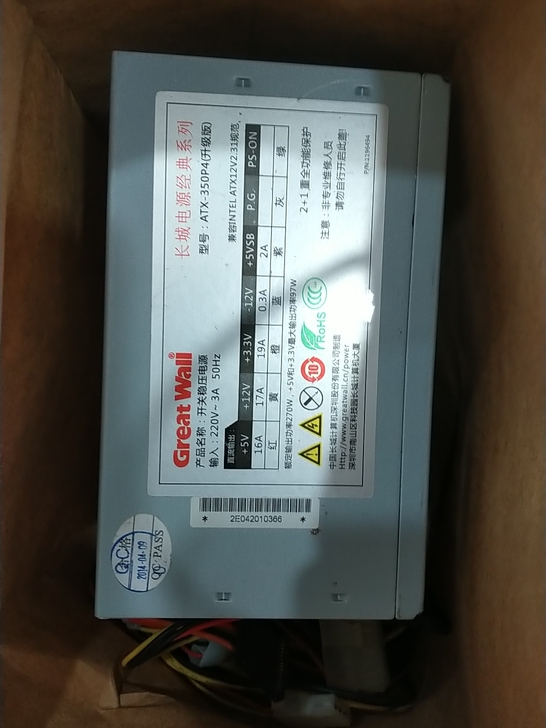 Great Wall®
长城电源经典系列
产品名称：开关稳压电源
型号：ATX-350P4(升级版)
输入：220V~ 3A 50Hz
兼容INTEL ATX12V2.31规范.
直流输出： +5V +12V +3.3V -12V +5VSB P.G. PS-ON
16A 17A 19A 0.3A 2A
红 黄 橙 蓝 紫 灰 绿
额定输出功率270W，+5V和+3.3V最大输出功率97W
2+1重全功能保护
10
RoHS
注意：非专业维修人员
请勿自行开启此壳!
中国长城计算机深圳股份有限公司制造
Http://www.greatwall.cn/power
深圳市南山区科技园长城计算机大厦
* 2E042010366 *
QC 格
2014-04-09
QC PASS